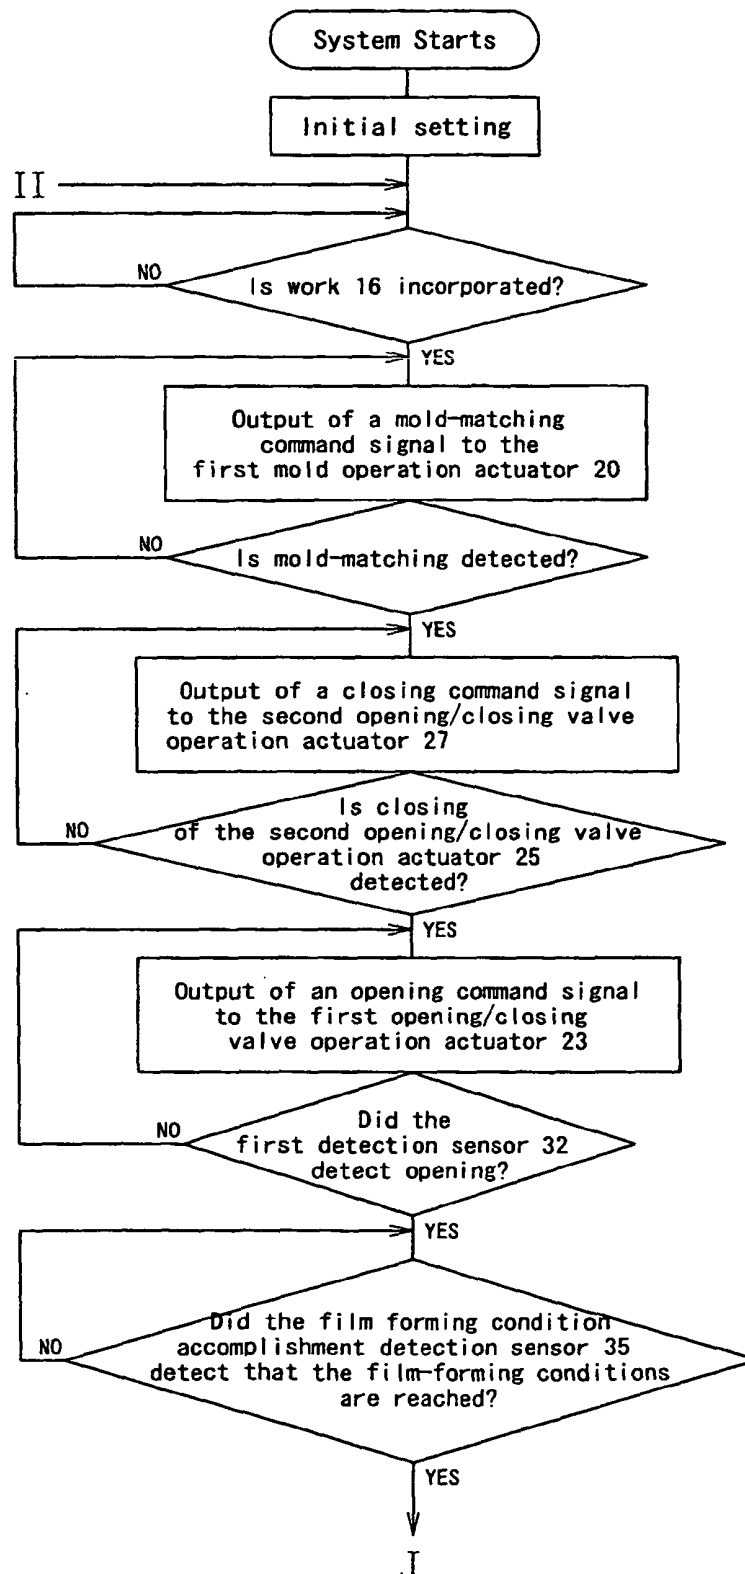 System Starts
Initial setting
II
NO
Is work 16 incorporated?
YES
Output of a mold-matching
command signal to the
first mold operation actuator 20
NO
Is mold-matching detected?
YES
Output of a closing command signal
to the second opening/closing valve
operation actuator 27
NO
Is closing
of the second opening/closing valve
operation actuator 25
detected?
YES
Output of an opening command signal
to the first opening/closing
valve operation actuator 23
NO
Did the
first detection sensor 32
detect opening?
YES
NO
Did the film forming condition
accomplishment detection sensor 35
detect that the film-forming conditions
are reached?
YES
I